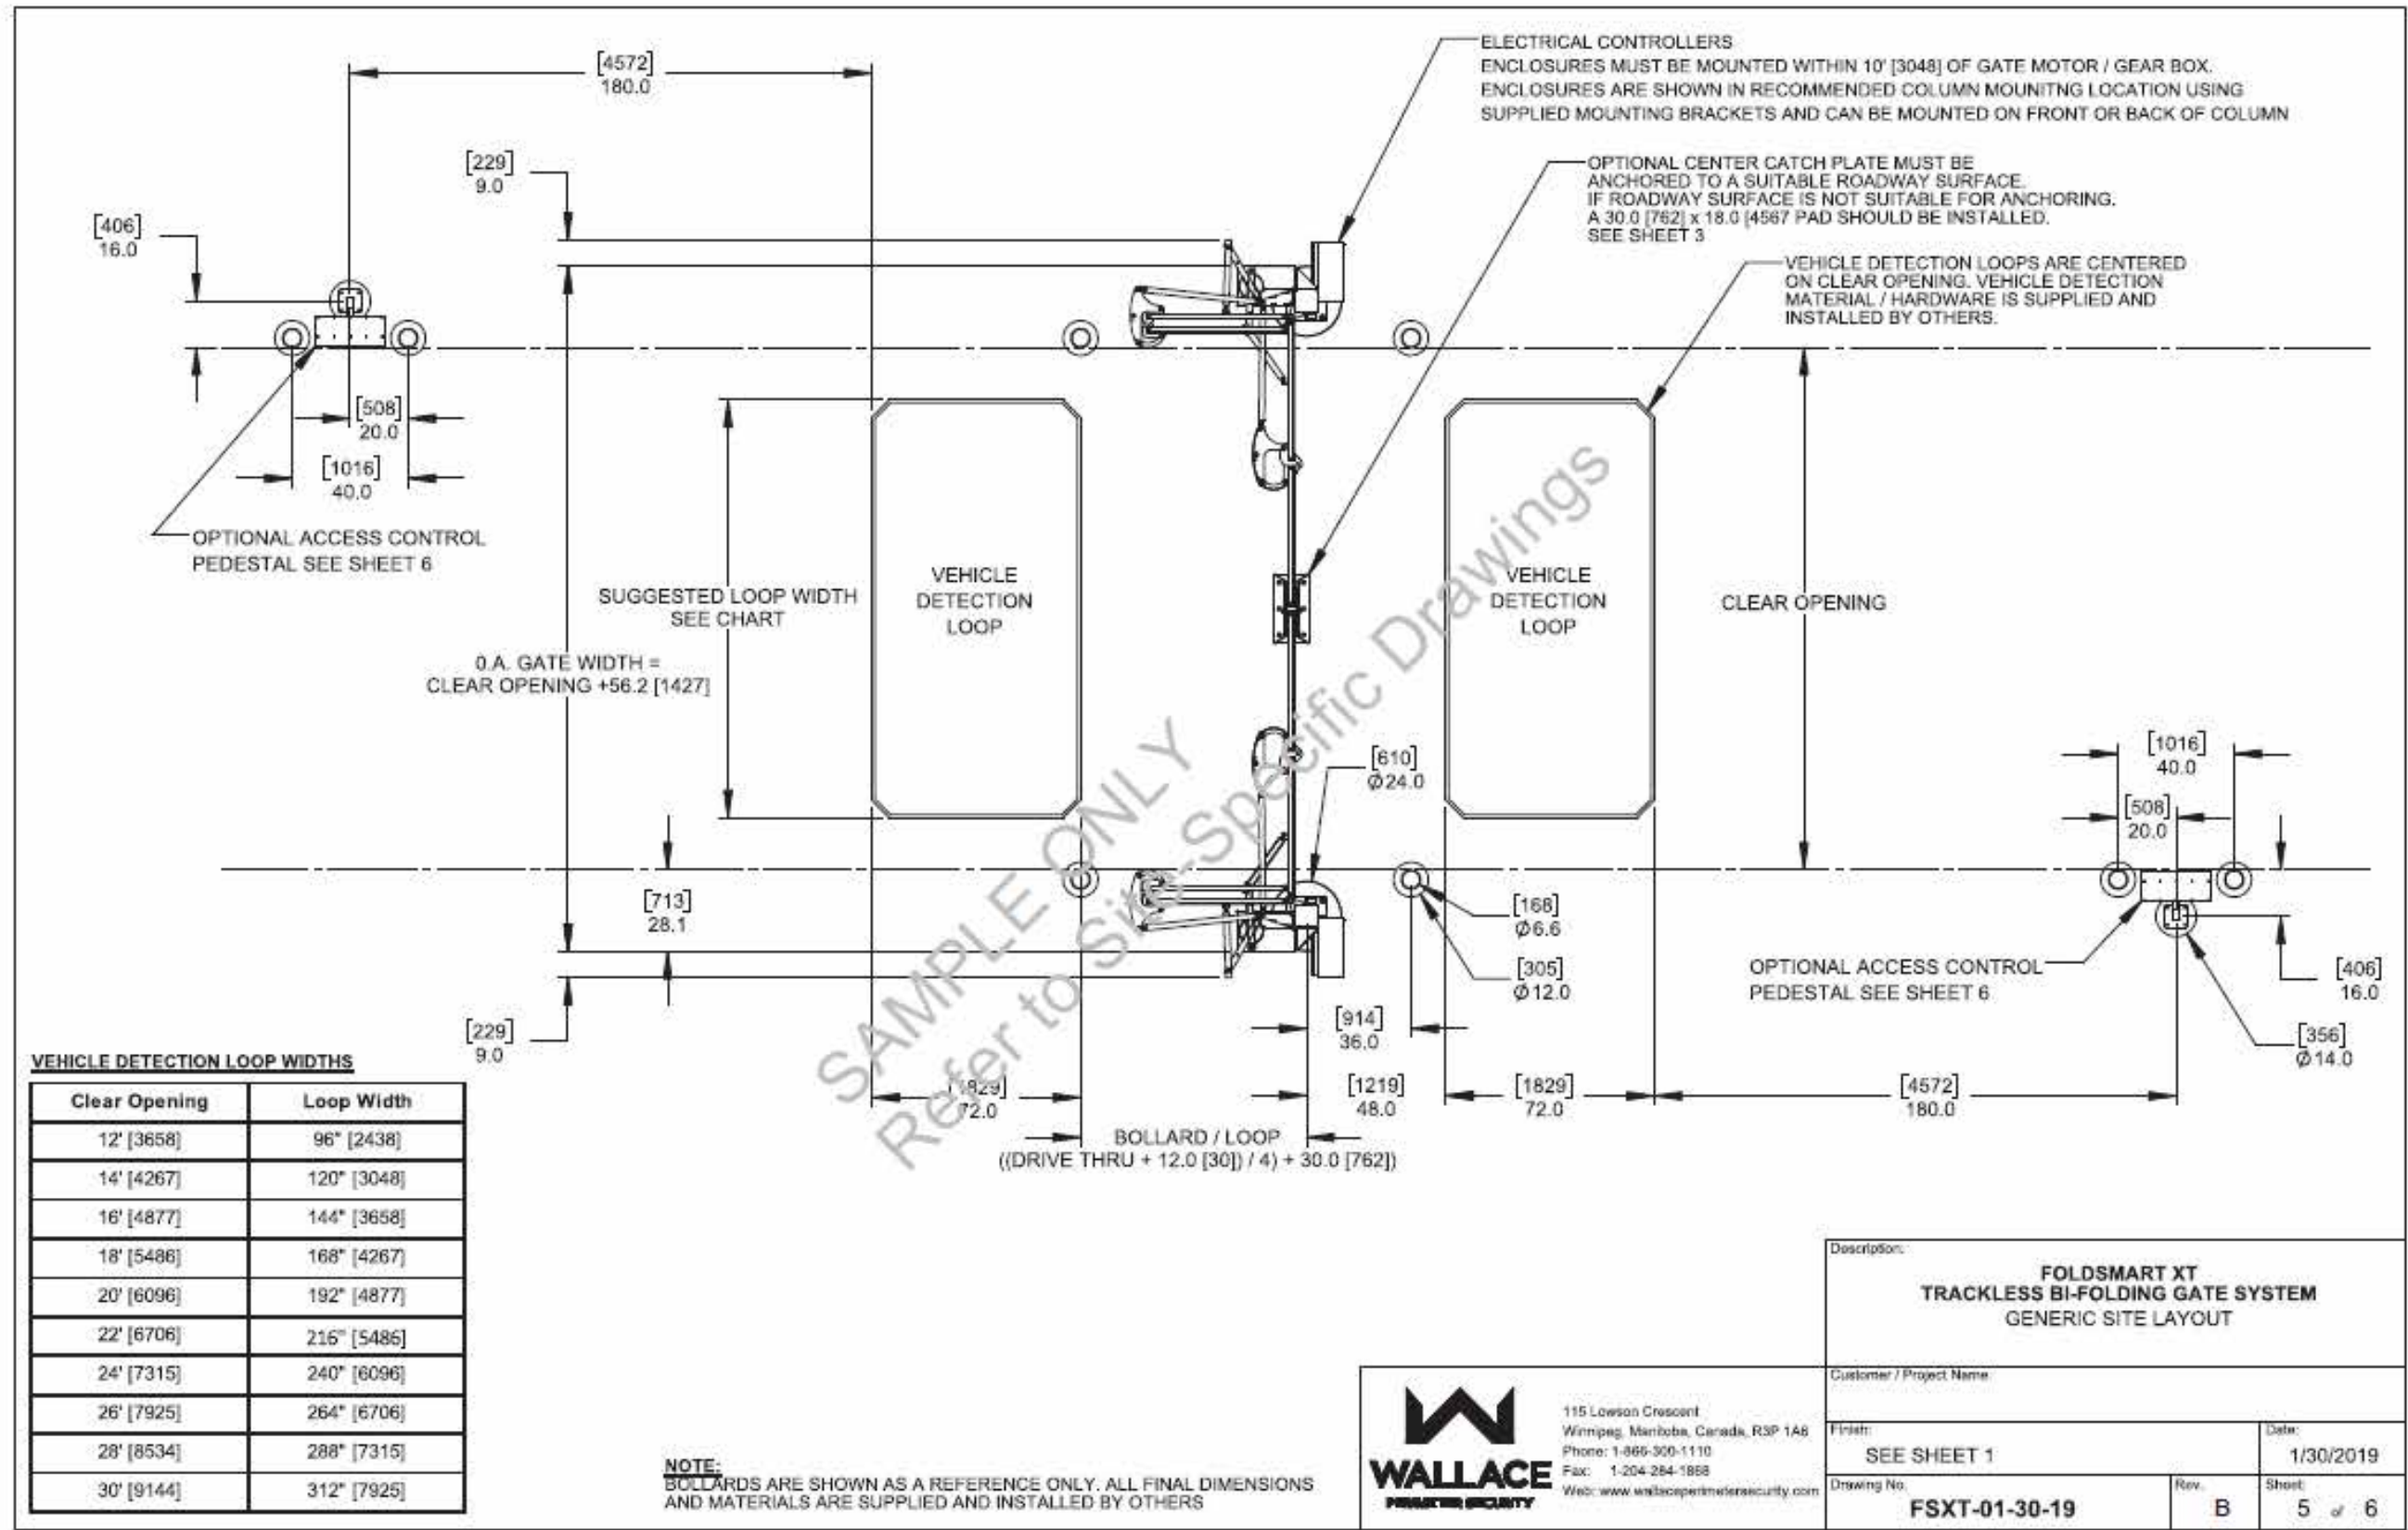 [4572]
180.0
[229]
9.0
[406]
16.0
[508]
20.0
[1016]
40.0
OPTIONAL ACCESS CONTROL
PEDESTAL SEE SHEET 6
ELECTRICAL CONTROLLERS
ENCLOSURES MUST BE MOUNTED WITHIN 10' [3048] OF GATE MOTOR / GEAR BOX.
ENCLOSURES ARE SHOWN IN RECOMMENDED COLUMN MOUNITNG LOCATION USING
SUPPLIED MOUNTING BRACKETS AND CAN BE MOUNTED ON FRONT OR BACK OF COLUMN
OPTIONAL CENTER CATCH PLATE MUST BE
ANCHORED TO A SUITABLE ROADWAY SURFACE.
IF ROADWAY SURFACE IS NOT SUITABLE FOR ANCHORING.
A 30.0 [762] x 18.0 [4567 PAD SHOULD BE INSTALLED.
SEE SHEET 3
VEHICLE DETECTION LOOPS ARE CENTERED
ON CLEAR OPENING. VEHICLE DETECTION
MATERIAL / HARDWARE IS SUPPLIED AND
INSTALLED BY OTHERS.
SUGGESTED LOOP WIDTH
SEE CHART
0.A. GATE WIDTH =
CLEAR OPENING +56.2 [1427]
VEHICLE
DETECTION
LOOP
VEHICLE
DETECTION
LOOP
CLEAR OPENING
SAMPLE ONLY
Refer to Site-Specific Drawings
[610]
Ø24.0
[1016]
40.0
[508]
20.0
[713]
28.1
[168]
Ø6.6
[305]
Ø12.0
OPTIONAL ACCESS CONTROL
PEDESTAL SEE SHEET 6
[406]
16.0
[356]
Ø14.0
[229]
9.0
[914]
36.0
[1829]
72.0
[1219]
48.0
[1829]
72.0
[4572]
180.0
BOLLARD / LOOP
((DRIVE THRU + 12.0 [30]) / 4) + 30.0 [762])
VEHICLE DETECTION LOOP WIDTHS
Clear Opening Loop Width
12' [3658] 96" [2438]
14' [4267] 120" [3048]
16' [4877] 144" [3658]
18' [5486] 168" [4267]
20' [6096] 192" [4877]
22' [6706] 216" [5486]
24' [7315] 240" [6096]
26' [7925] 264" [6706]
28' [8534] 288" [7315]
30' [9144] 312" [7925]
NOTE:
BOLLARDS ARE SHOWN AS A REFERENCE ONLY. ALL FINAL DIMENSIONS
AND MATERIALS ARE SUPPLIED AND INSTALLED BY OTHERS
WALLACE
PERIMETER SECURITY
115 Lowson Crescent
Winnipeg, Manitoba, Canada, R3P 1A6
Phone: 1-866-300-1110
Fax: 1-204-284-1868
Web: www.wallaceperimetersecurity.com
Description:
FOLDSMART XT
TRACKLESS BI-FOLDING GATE SYSTEM
GENERIC SITE LAYOUT
Customer / Project Name:
Finish:
SEE SHEET 1
Date:
1/30/2019
Drawing No.
FSXT-01-30-19
Rev.
B
Sheet:
5 of 6